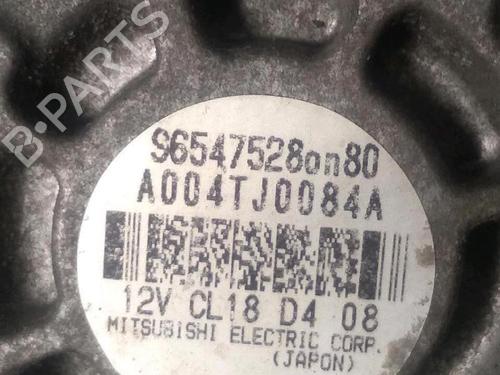 B-PARTS
96547528on80
A004TJ0084A
12V CL18 D4 08
MITSUBISHI ELECTRIC CORP.
(JAPON)